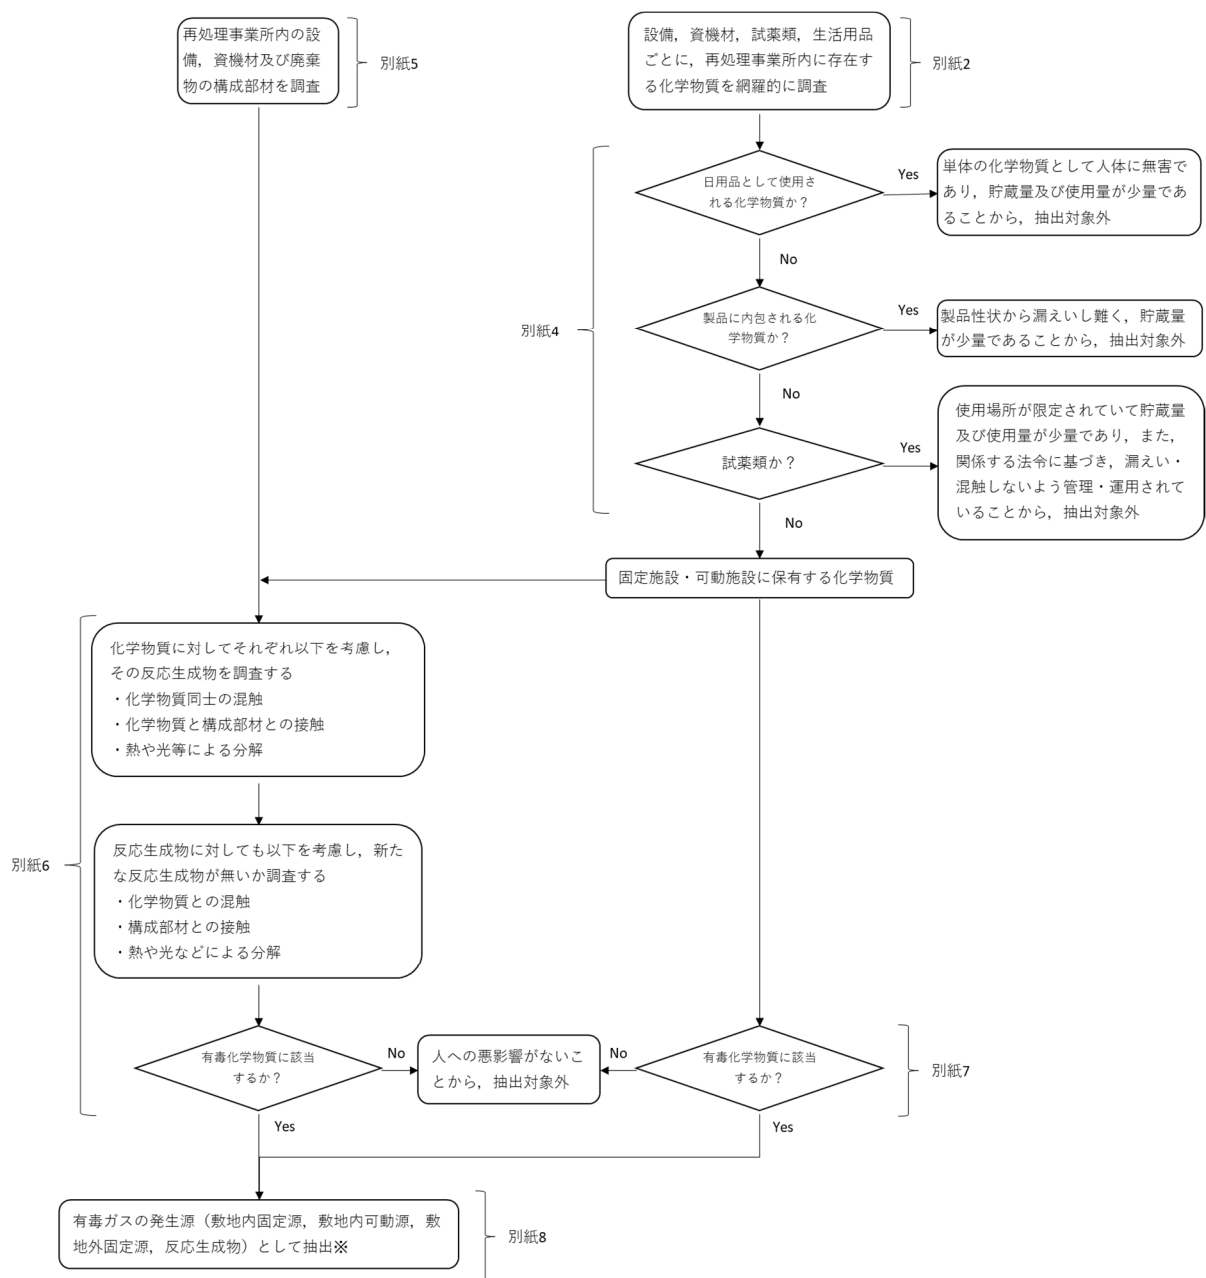 再処理事業所内の設
備，資機材及び廃棄
物の構成部材を調査
別紙5
設備，資機材，試薬類，生活用品
ごとに，再処理事業所内に存在す
る化学物質を網羅的に調査
別紙2
日用品として使用さ
れる化学物質か？
Yes
単体の化学物質として人体に無害で
あり，貯蔵量及び使用量が少量であ
ることから，抽出対象外
No
別紙4
製品に内包される化
学物質か？
Yes
製品性状から漏えいし難く，貯蔵量
が少量であることから，抽出対象外
No
試薬類か？
Yes
使用場所が限定されていて貯蔵量
及び使用量が少量であり，また，
関係する法令に基づき，漏えい・
混触しないよう管理・運用されて
いることから，抽出対象外
No
固定施設・可動施設に保有する化学物質
化学物質に対してそれぞれ以下を考慮し，
その反応生成物を調査する
・化学物質同士の混触
・化学物質と構成部材との接触
・熱や光等による分解
別紙6
反応生成物に対しても以下を考慮し，新た
な反応生成物が無いか調査する
・化学物質との混触
・構成部材との接触
・熱や光などによる分解
有毒化学物質に該当
するか？
No
人への悪影響がないこ
とから，抽出対象外
No
有毒化学物質に該当
するか？
別紙7
Yes
Yes
有毒ガスの発生源（敷地内固定源，敷地内可動源，敷
地外固定源，反応生成物）として抽出※
別紙8